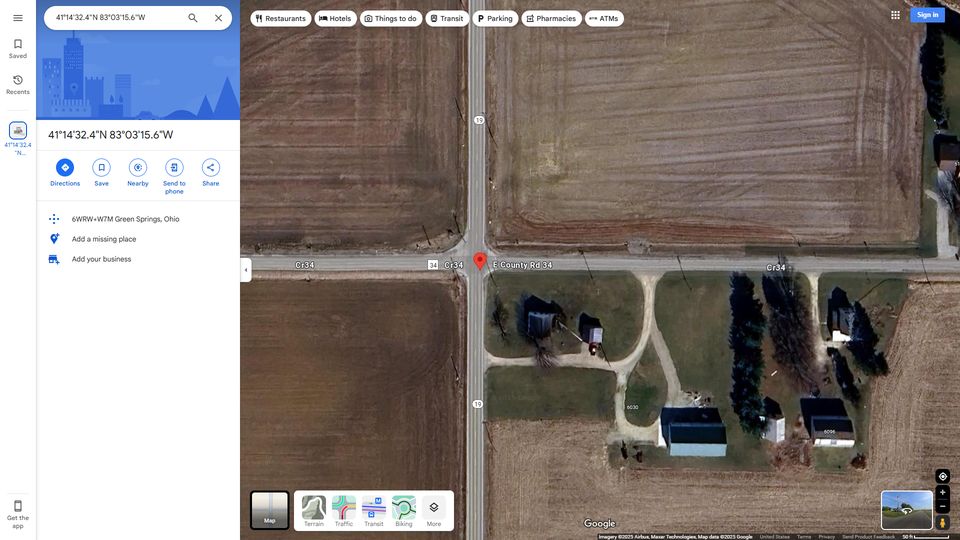 41°14'32.4"N 83°03'15.6"W
Restaurants
Hotels
Things to do
Transit
Parking
Pharmacies
ATMs
Sign in
Saved
Recents
41°14'32.4
"N...
41°14'32.4"N 83°03'15.6"W
Directions
Save
Nearby
Send to
phone
Share
6WRW+W7M Green Springs, Ohio
Add a missing place
Add your business
19
Cr34
34
Cr34
E County Rd 34
Cr34
19
6030
6096
Get the
app
Map
Terrain
Traffic
Transit
Biking
More
Google
Imagery ©2025 Airbus, Maxar Technologies, Map data ©2025 Google
United States
Terms
Privacy
Send Product Feedback
50 ft